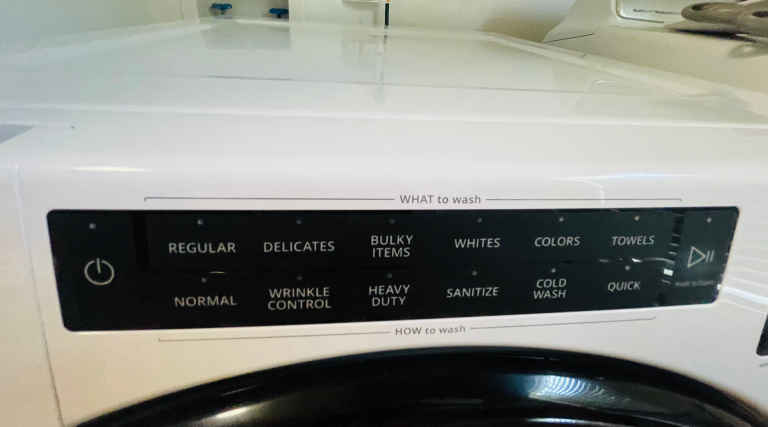 WHAT to wash
REGULAR
DELICATES
BULKY
ITEMS
WHITES
COLORS
TOWELS
NORMAL
WRINKLE
CONTROL
HEAVY
DUTY
SANITIZE
COLD
WASH
QUICK
HOW to wash